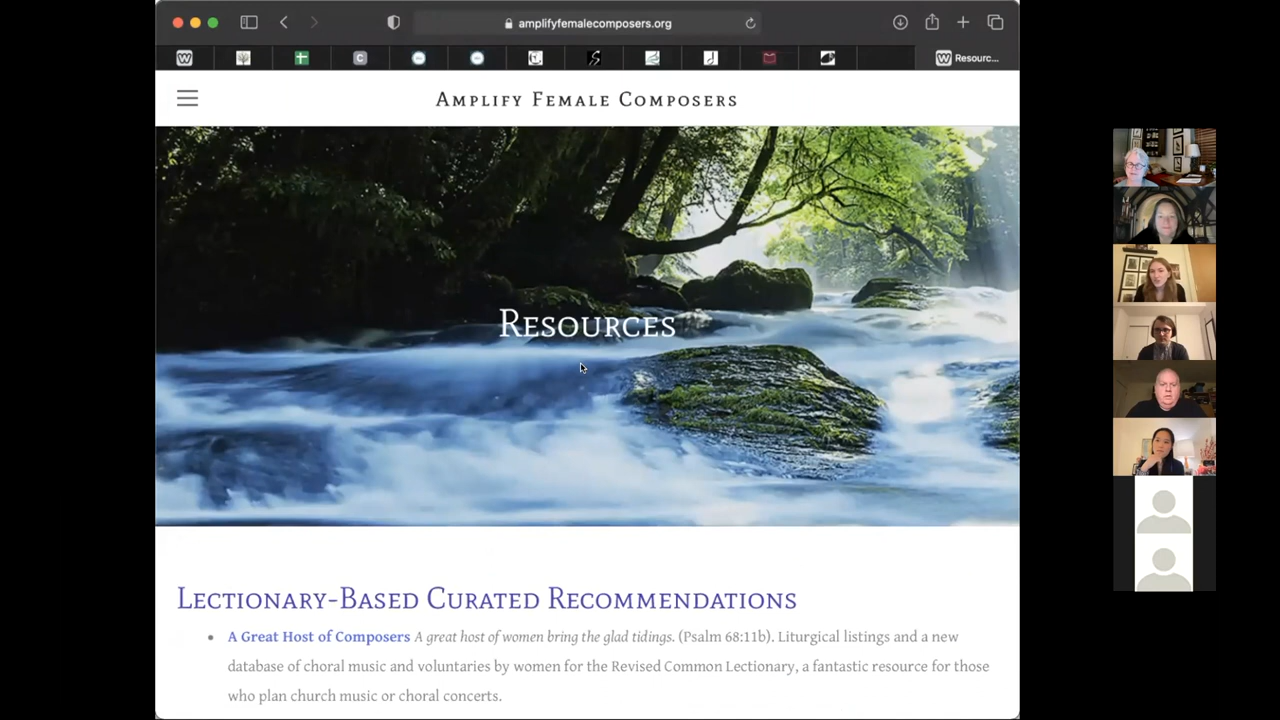 amplifyfemalecomposers.org
Resourc...
Amplify Female Composers
Resources
Lectionary-Based Curated Recommendations
A Great Host of Composers A great host of women bring the glad tidings. (Psalm 68:11b). Liturgical listings and a new
database of choral music and voluntaries by women for the Revised Common Lectionary, a fantastic resource for those
who plan church music or choral concerts.